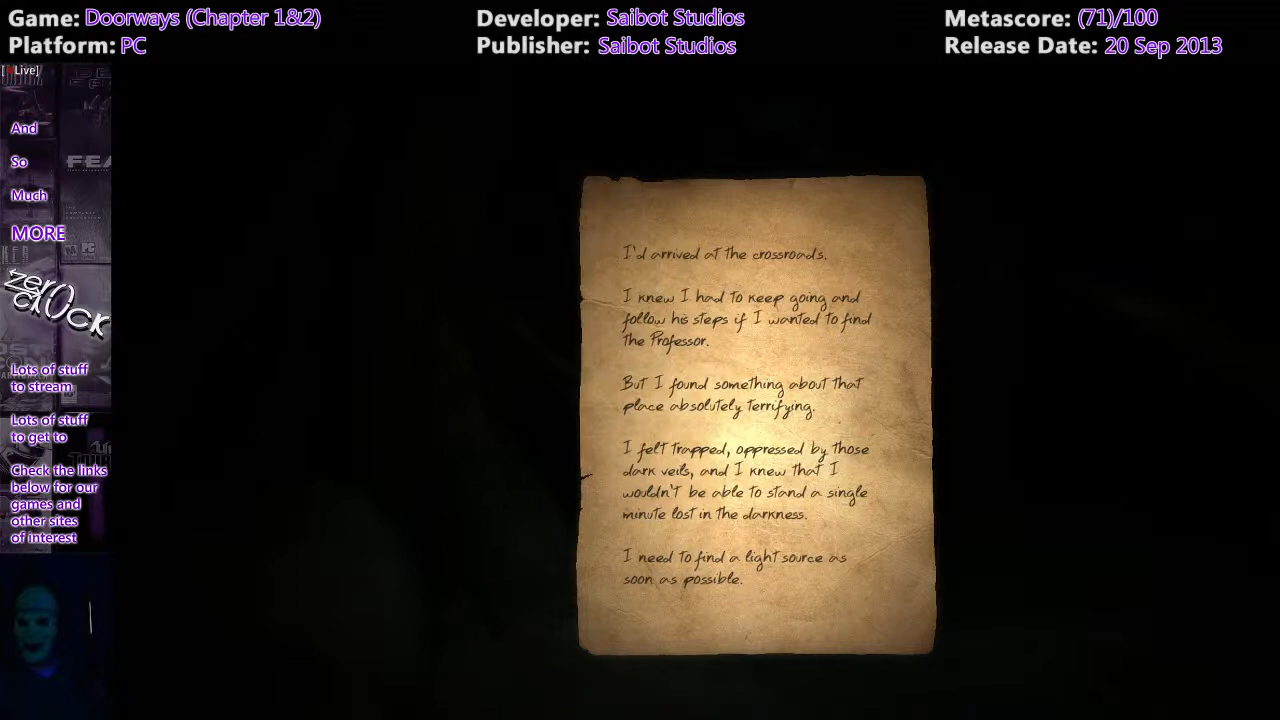 Game: Doorways (Chapter 1&2)
Platform: PC
Developer: Saibot Studios
Publisher: Saibot Studios
Metascore: (71)/100
Release Date: 20 Sep 2013
[Live]
And
So
Much
MORE
zer0
cl0ck
Lots of stuff
to stream
Lots of stuff
to get to
Check the links
below for our
games and
other sites
of interest
FEA
PC
I'd arrived at the crossroads.
I knew I had to keep going and
follow his steps if I wanted to find
the Professor.
But I found something about that
place absolutely terrifying.
I felt trapped, oppressed by those
dark veils, and I knew that I
wouldn't be able to stand a single
minute lost in the darkness.
I need to find a light source as
soon as possible.